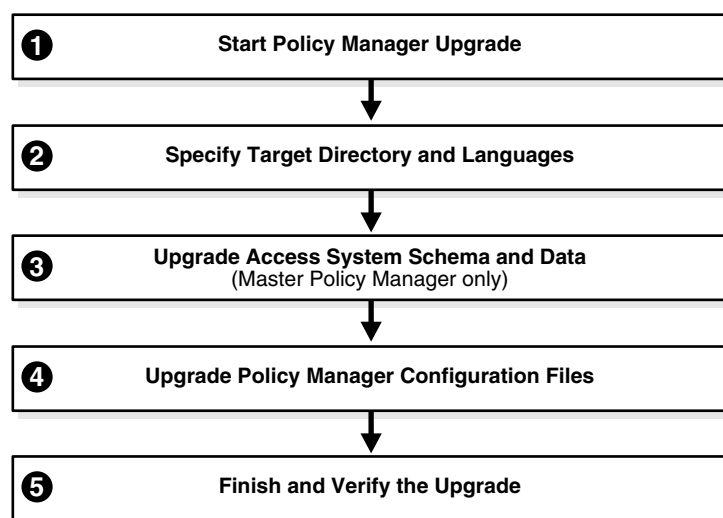 1 Start Policy Manager Upgrade
2 Specify Target Directory and Languages
3 Upgrade Access System Schema and Data
(Master Policy Manager only)
4 Upgrade Policy Manager Configuration Files
5 Finish and Verify the Upgrade